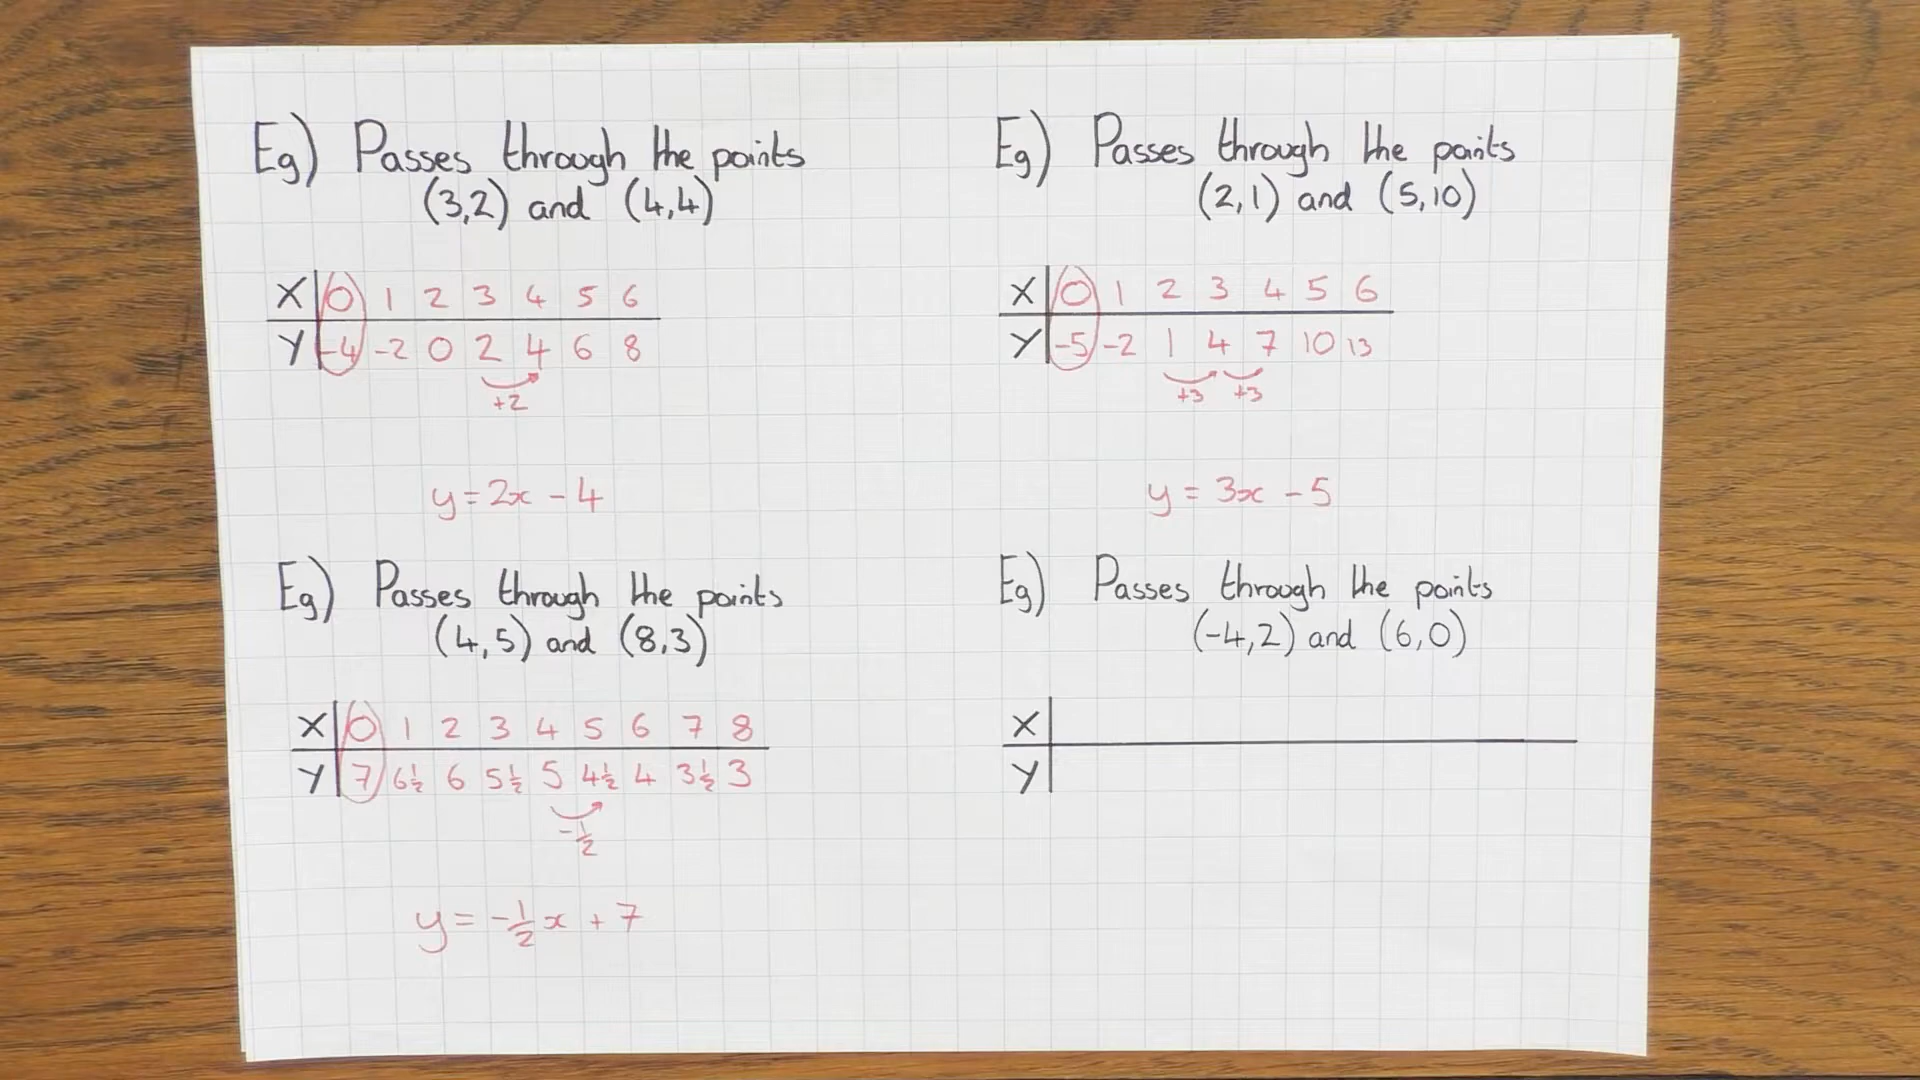 Eg) Passes through the points
(3,2) and (4,4)
X 0 1 2 3 4 5 6
Y -4 -2 0 2 4 6 8
+2
y = 2x - 4
Eg) Passes through the points
(2,1) and (5,10)
X 0 1 2 3 4 5 6
Y -5 -2 1 4 7 10 13
+3 +3
y = 3x - 5
Eg) Passes through the points
(4,5) and (8,3)
X 0 1 2 3 4 5 6 7 8
Y 7 6½ 6 5½ 5 4½ 4 3½ 3
-½
y = -½x + 7
Eg) Passes through the points
(-4,2) and (6,0)
X
Y